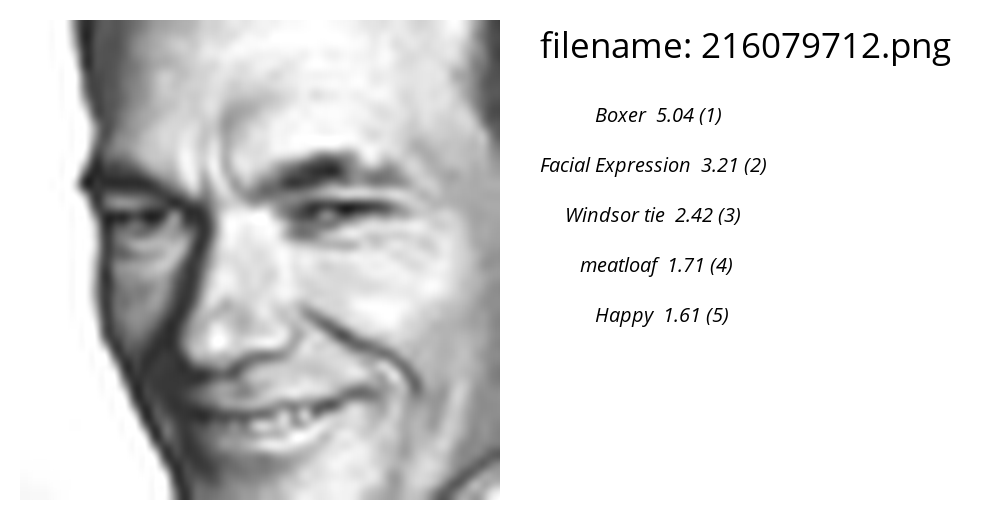 filename: 216079712.png
Boxer 5.04 (1)
Facial Expression 3.21 (2)
Windsor tie 2.42 (3)
meatloaf 1.71 (4)
Happy 1.61 (5)